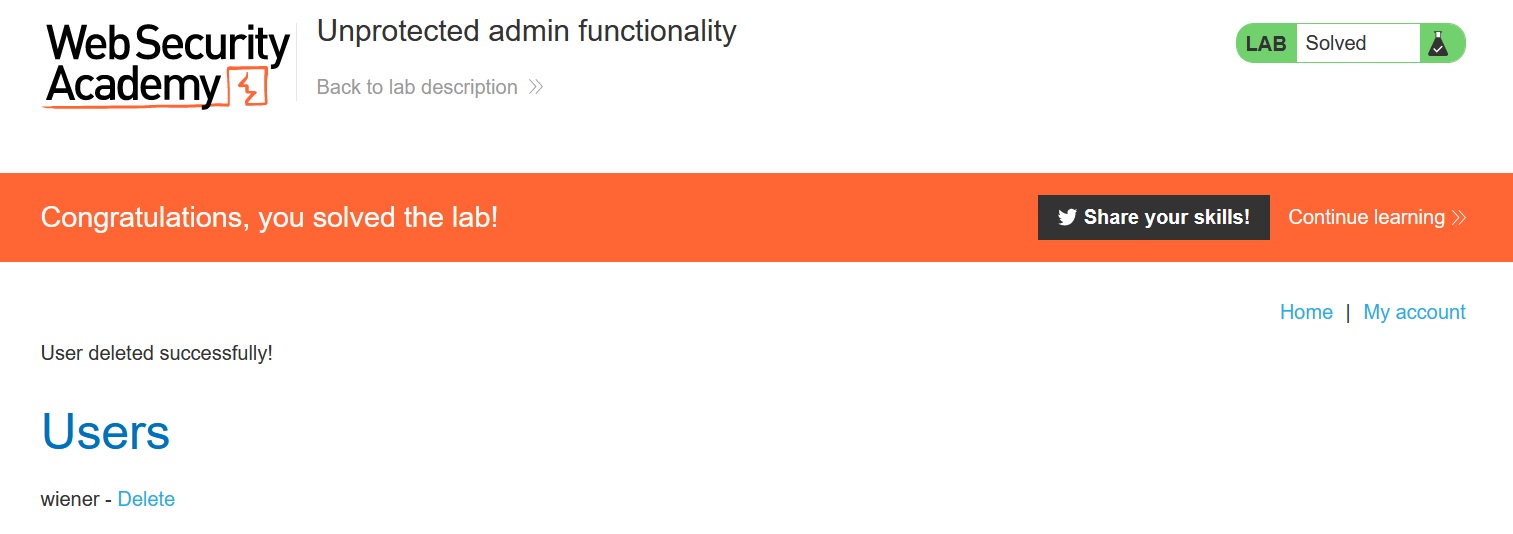 Web Security
Academy
Unprotected admin functionality
Back to lab description
LAB Solved
Congratulations, you solved the lab!
Share your skills!
Continue learning
Home | My account
User deleted successfully!
Users
wiener - Delete